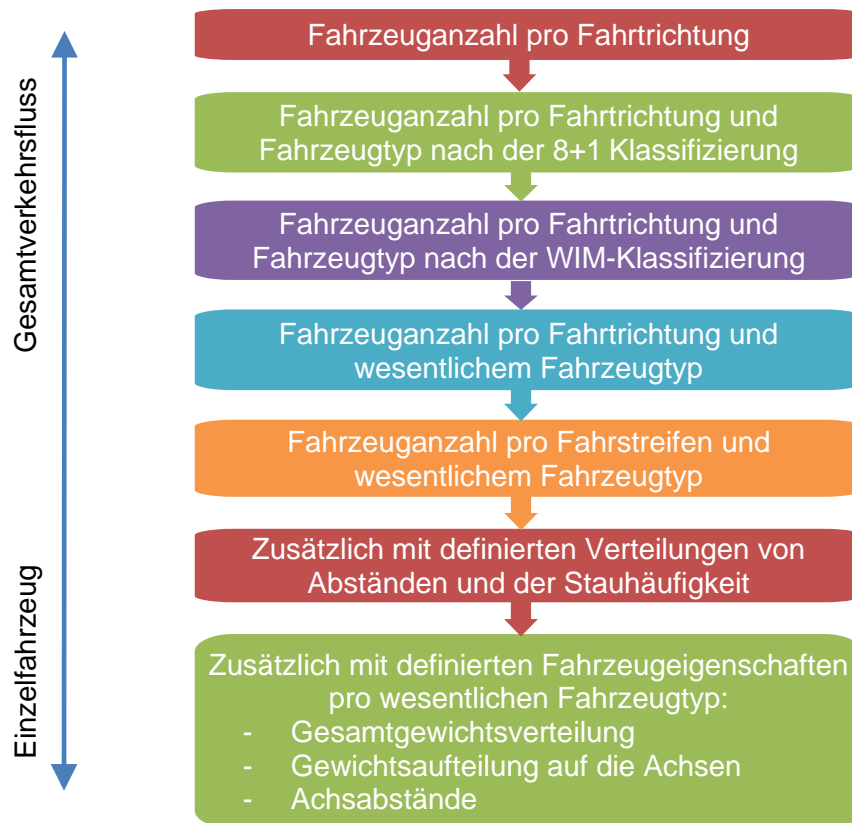 Fahrzeuganzahl pro Fahrtrichtung
Fahrzeuganzahl pro Fahrtrichtung und
Fahrzeugtyp nach der 8+1 Klassifizierung
Fahrzeuganzahl pro Fahrtrichtung und
Fahrzeugtyp nach der WIM-Klassifizierung
Fahrzeuganzahl pro Fahrtrichtung und
wesentlichem Fahrzeugtyp
Fahrzeuganzahl pro Fahrstreifen und
wesentlichem Fahrzeugtyp
Zusätzlich mit definierten Verteilungen von
Abständen und der Stauhäufigkeit
Zusätzlich mit definierten Fahrzeugeigenschaften
pro wesentlichen Fahrzeugtyp:
- Gesamtgewichtsverteilung
- Gewichtsaufteilung auf die Achsen
- Achsabstände
Gesamtverkehrsfluss
Einzelfahrzeug